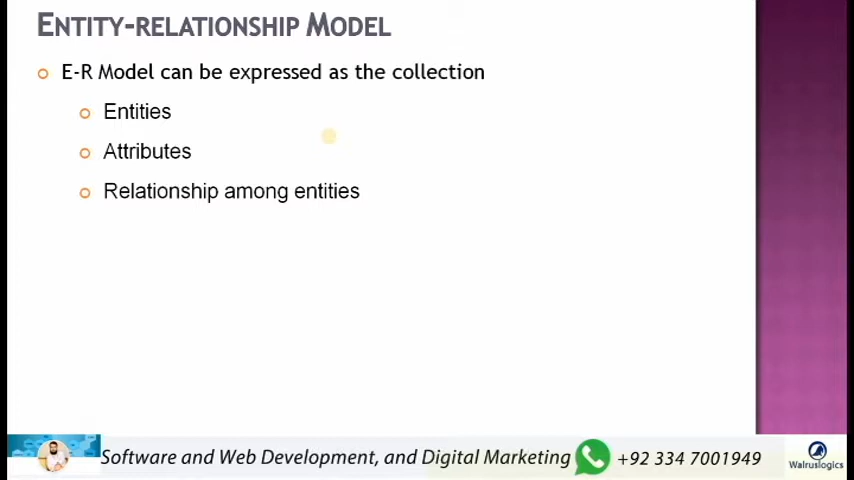 ENTITY-RELATIONSHIP MODEL
E-R Model can be expressed as the collection
Entities
Attributes
Relationship among entities
Software and Web Development, and Digital Marketing +92 334 7001949
Walruslogics